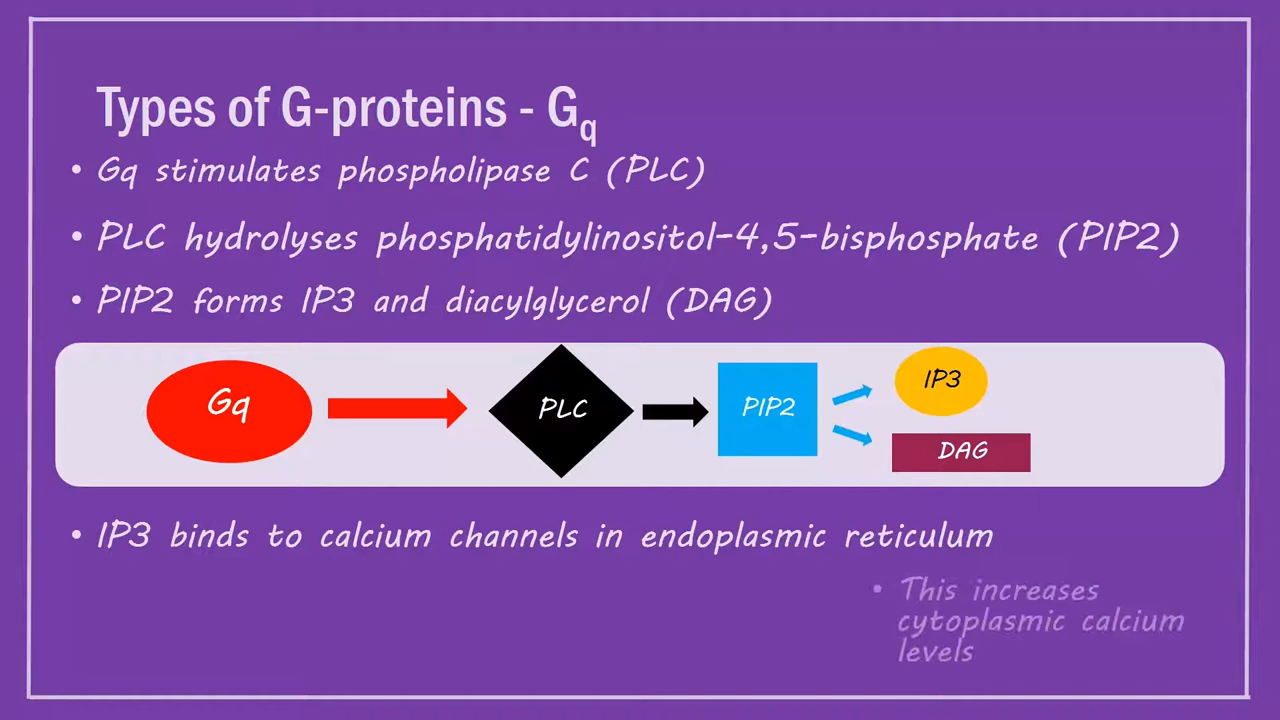 Types of G-proteins - Gq
• Gq stimulates phospholipase C (PLC)
• PLC hydrolyses phosphatidylinositol-4,5-bisphosphate (PIP2)
• PIP2 forms IP3 and diacylglycerol (DAG)
Gq
PLC
PIP2
IP3
DAG
• IP3 binds to calcium channels in endoplasmic reticulum
• This increases
cytoplasmic calcium
levels